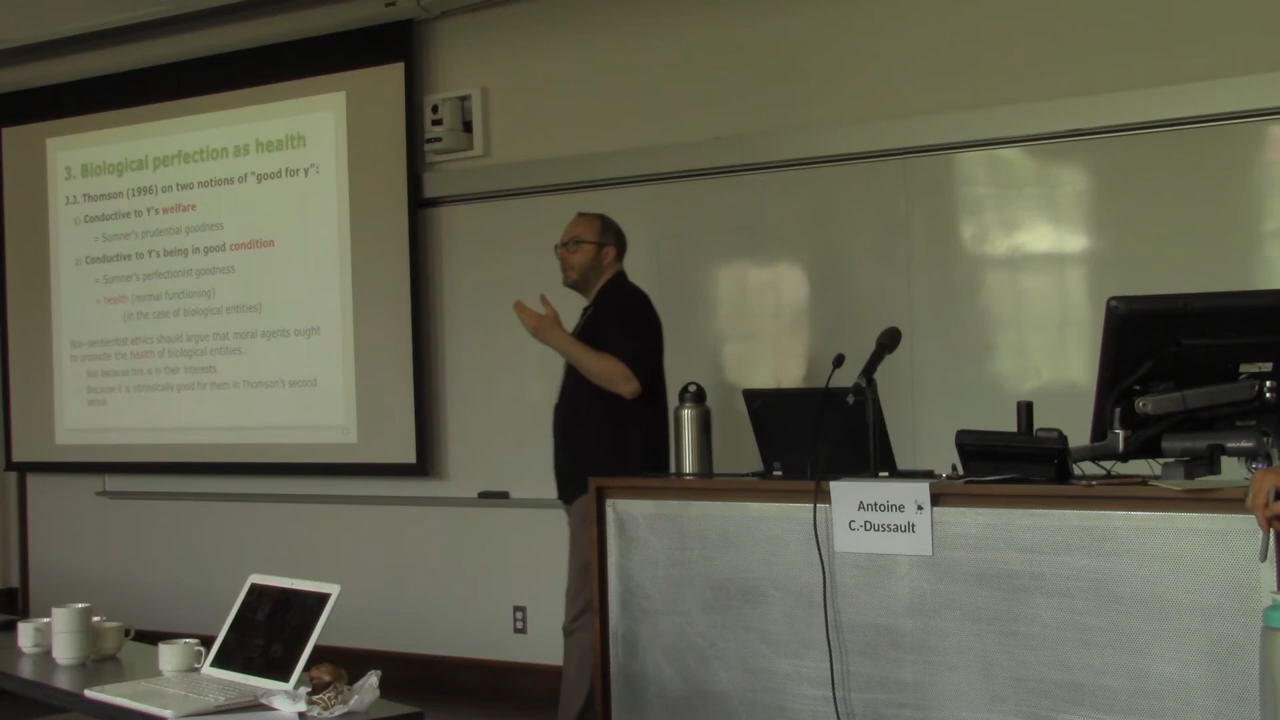 3. Biological perfection as health
J.J. Thomson (1996) on two notions of “good for y”:
1) Conductive to Y's welfare
= Sumner's prudential goodness
2) Conductive to Y's being in good condition
= Sumner's perfectionist goodness
= health (normal functioning)
(in the case of biological entities)
Non-sentientist ethics should argue that moral agents ought
to promote the health of biological entities..
Not because this is in their interests
Because it is intrinsically good for them in Thomson's second
sense.
Antoine
C.-Dussault